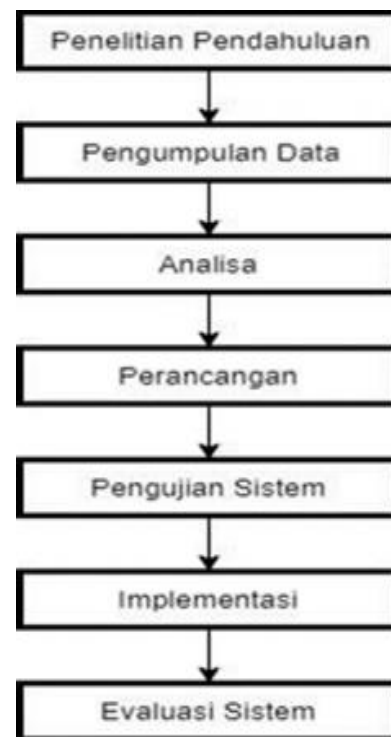 Penelitian Pendahuluan
Pengumpulan Data
Analisa
Perancangan
Pengujian Sistem
Implementasi
Evaluasi Sistem